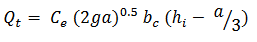 Q_t = C_e (2ga)^{0.5} b_c (h_i − a/3)